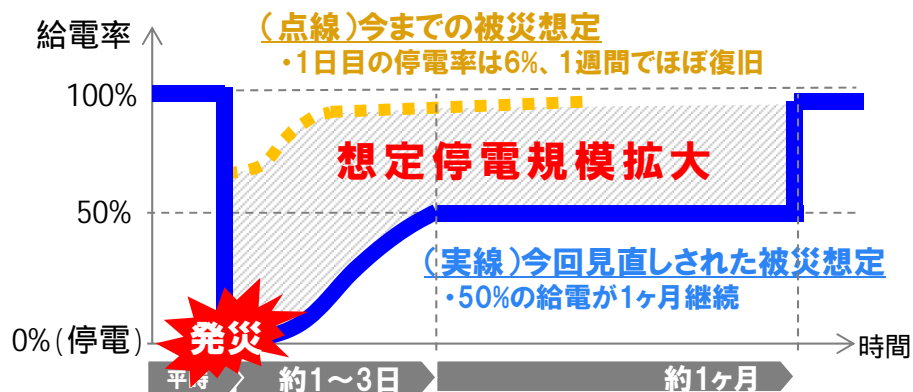 給電率
(点線)今までの被災想定
・1日目の停電率は6%、1週間でほぼ復旧
100%
想定停電規模拡大
50%
(実線)今回見直しされた被災想定
・50%の給電が1ヶ月継続
0%(停電)
発災
時間
平時
約1～3日
約1ヶ月